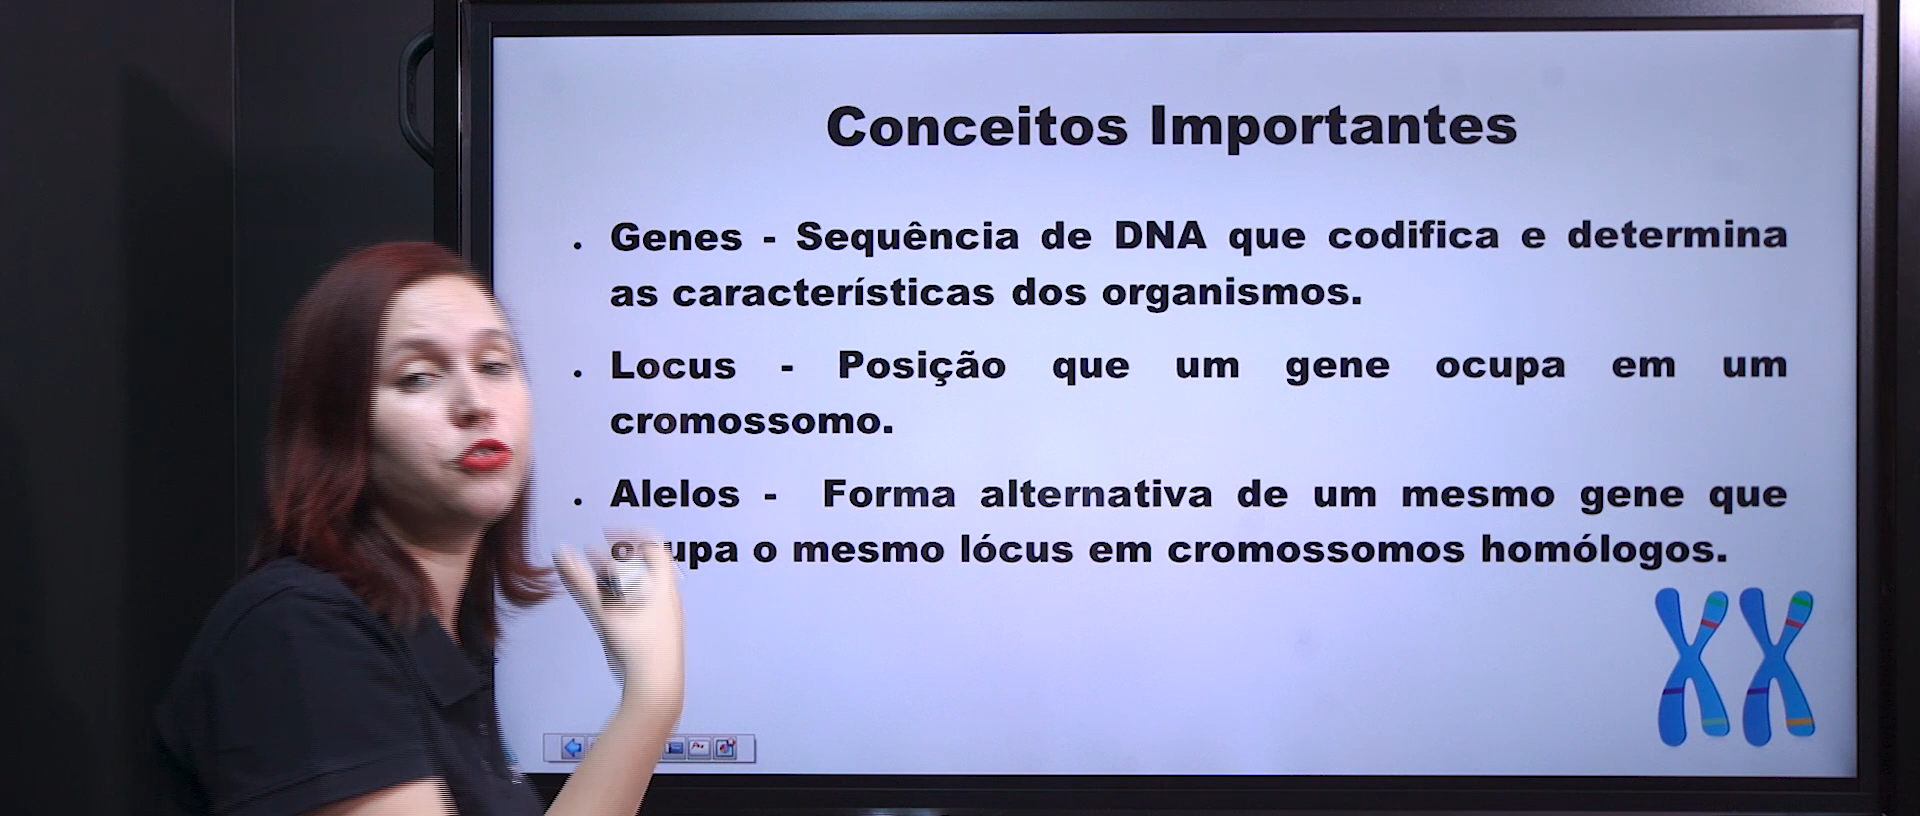 Conceitos Importantes
. Genes - Sequência de DNA que codifica e determina
as características dos organismos.
. Locus - Posição que um gene ocupa em um
cromossomo.
. Alelos - Forma alternativa de um mesmo gene que
ocupa o mesmo lócus em cromossomos homólogos.